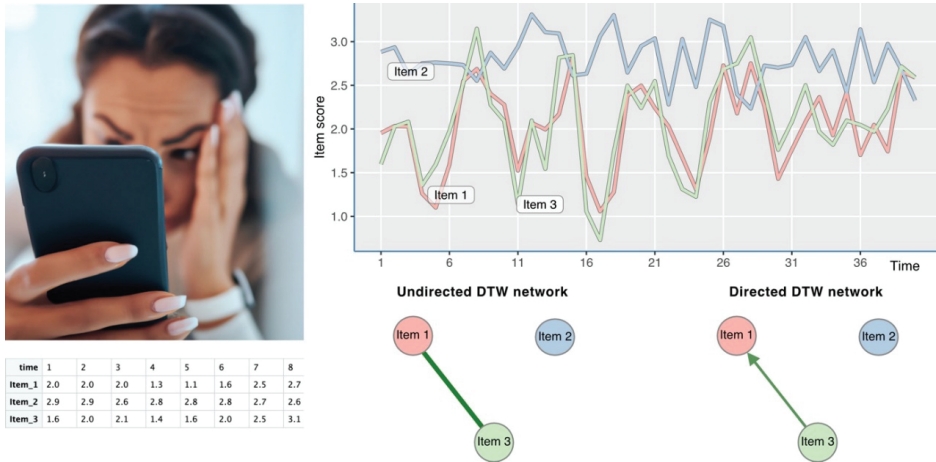 3.0
2.5
2.0
1.5
1.0
Item score
Item 2
Item 1
Item 3
1 6 11 16 21 26 31 36
Time
Undirected DTW network
Item 1
Item 2
Item 3
Directed DTW network
Item 1
Item 2
Item 3
time 1 2 3 4 5 6 7 8
Item_1 2.0 2.0 2.0 1.3 1.1 1.6 2.5 2.7
Item_2 2.9 2.9 2.6 2.8 2.8 2.8 2.7 2.6
Item_3 1.6 2.0 2.1 1.4 1.6 2.0 2.5 3.1